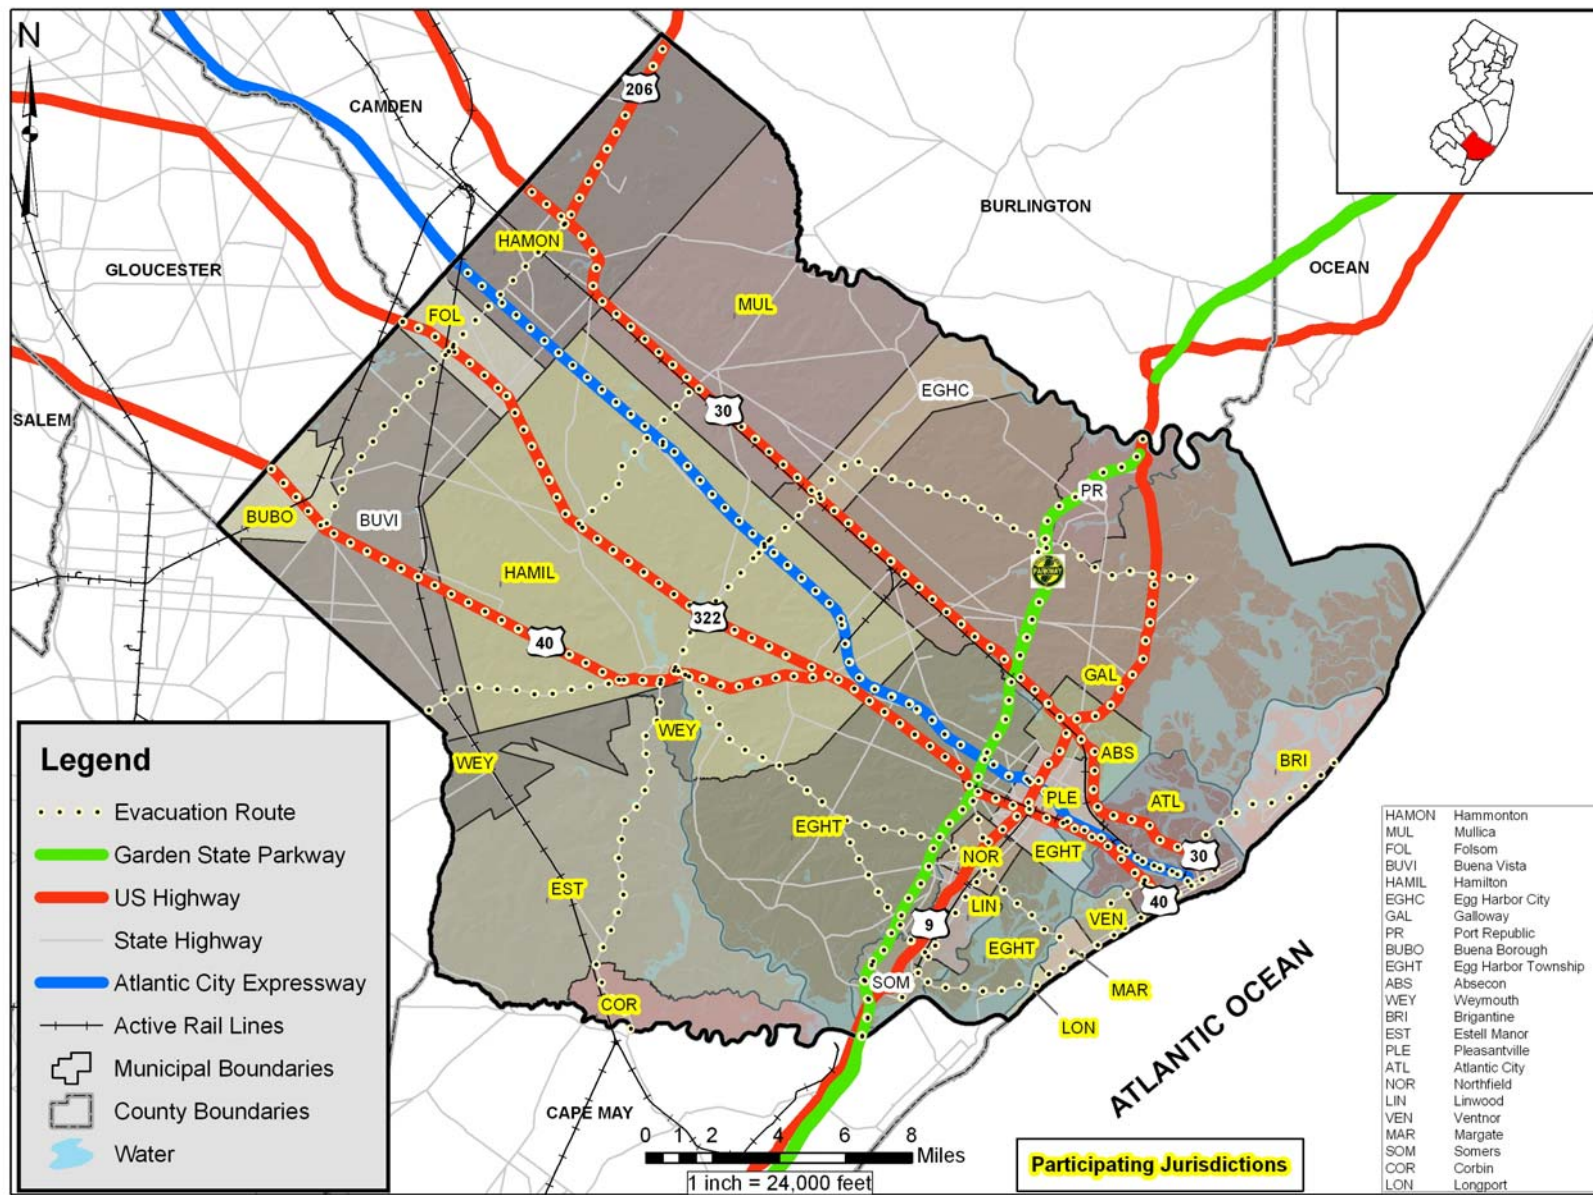 N
CAMDEN
206
BURLINGTON
HAMON
GLOUCESTER
OCEAN
FOL
MUL
EGHC
30
SALEM
BUBO
BUVI
PR
HAMIL
PARKWAY
322
40
GAL
WEY
WEY
ABS
BRI
PLE
ATL
EGHT
NOR
EGHT
30
EST
LIN
40
9
VEN
EGHT
SOM
MAR
COR
LON
CAPE MAY
ATLANTIC OCEAN
Legend
Evacuation Route
Garden State Parkway
US Highway
State Highway
Atlantic City Expressway
Active Rail Lines
Municipal Boundaries
County Boundaries
Water
0 1 2 4 6 8
Miles
1 inch = 24,000 feet
Participating Jurisdictions
HAMON Hammonton
MUL Mullica
FOL Folsom
BUVI Buena Vista
HAMIL Hamilton
EGHC Egg Harbor City
GAL Galloway
PR Port Republic
BUBO Buena Borough
EGHT Egg Harbor Township
ABS Absecon
WEY Weymouth
BRI Brigantine
EST Estell Manor
PLE Pleasantville
ATL Atlantic City
NOR Northfield
LIN Linwood
VEN Ventnor
MAR Margate
SOM Somers
COR Corbin
LON Longport